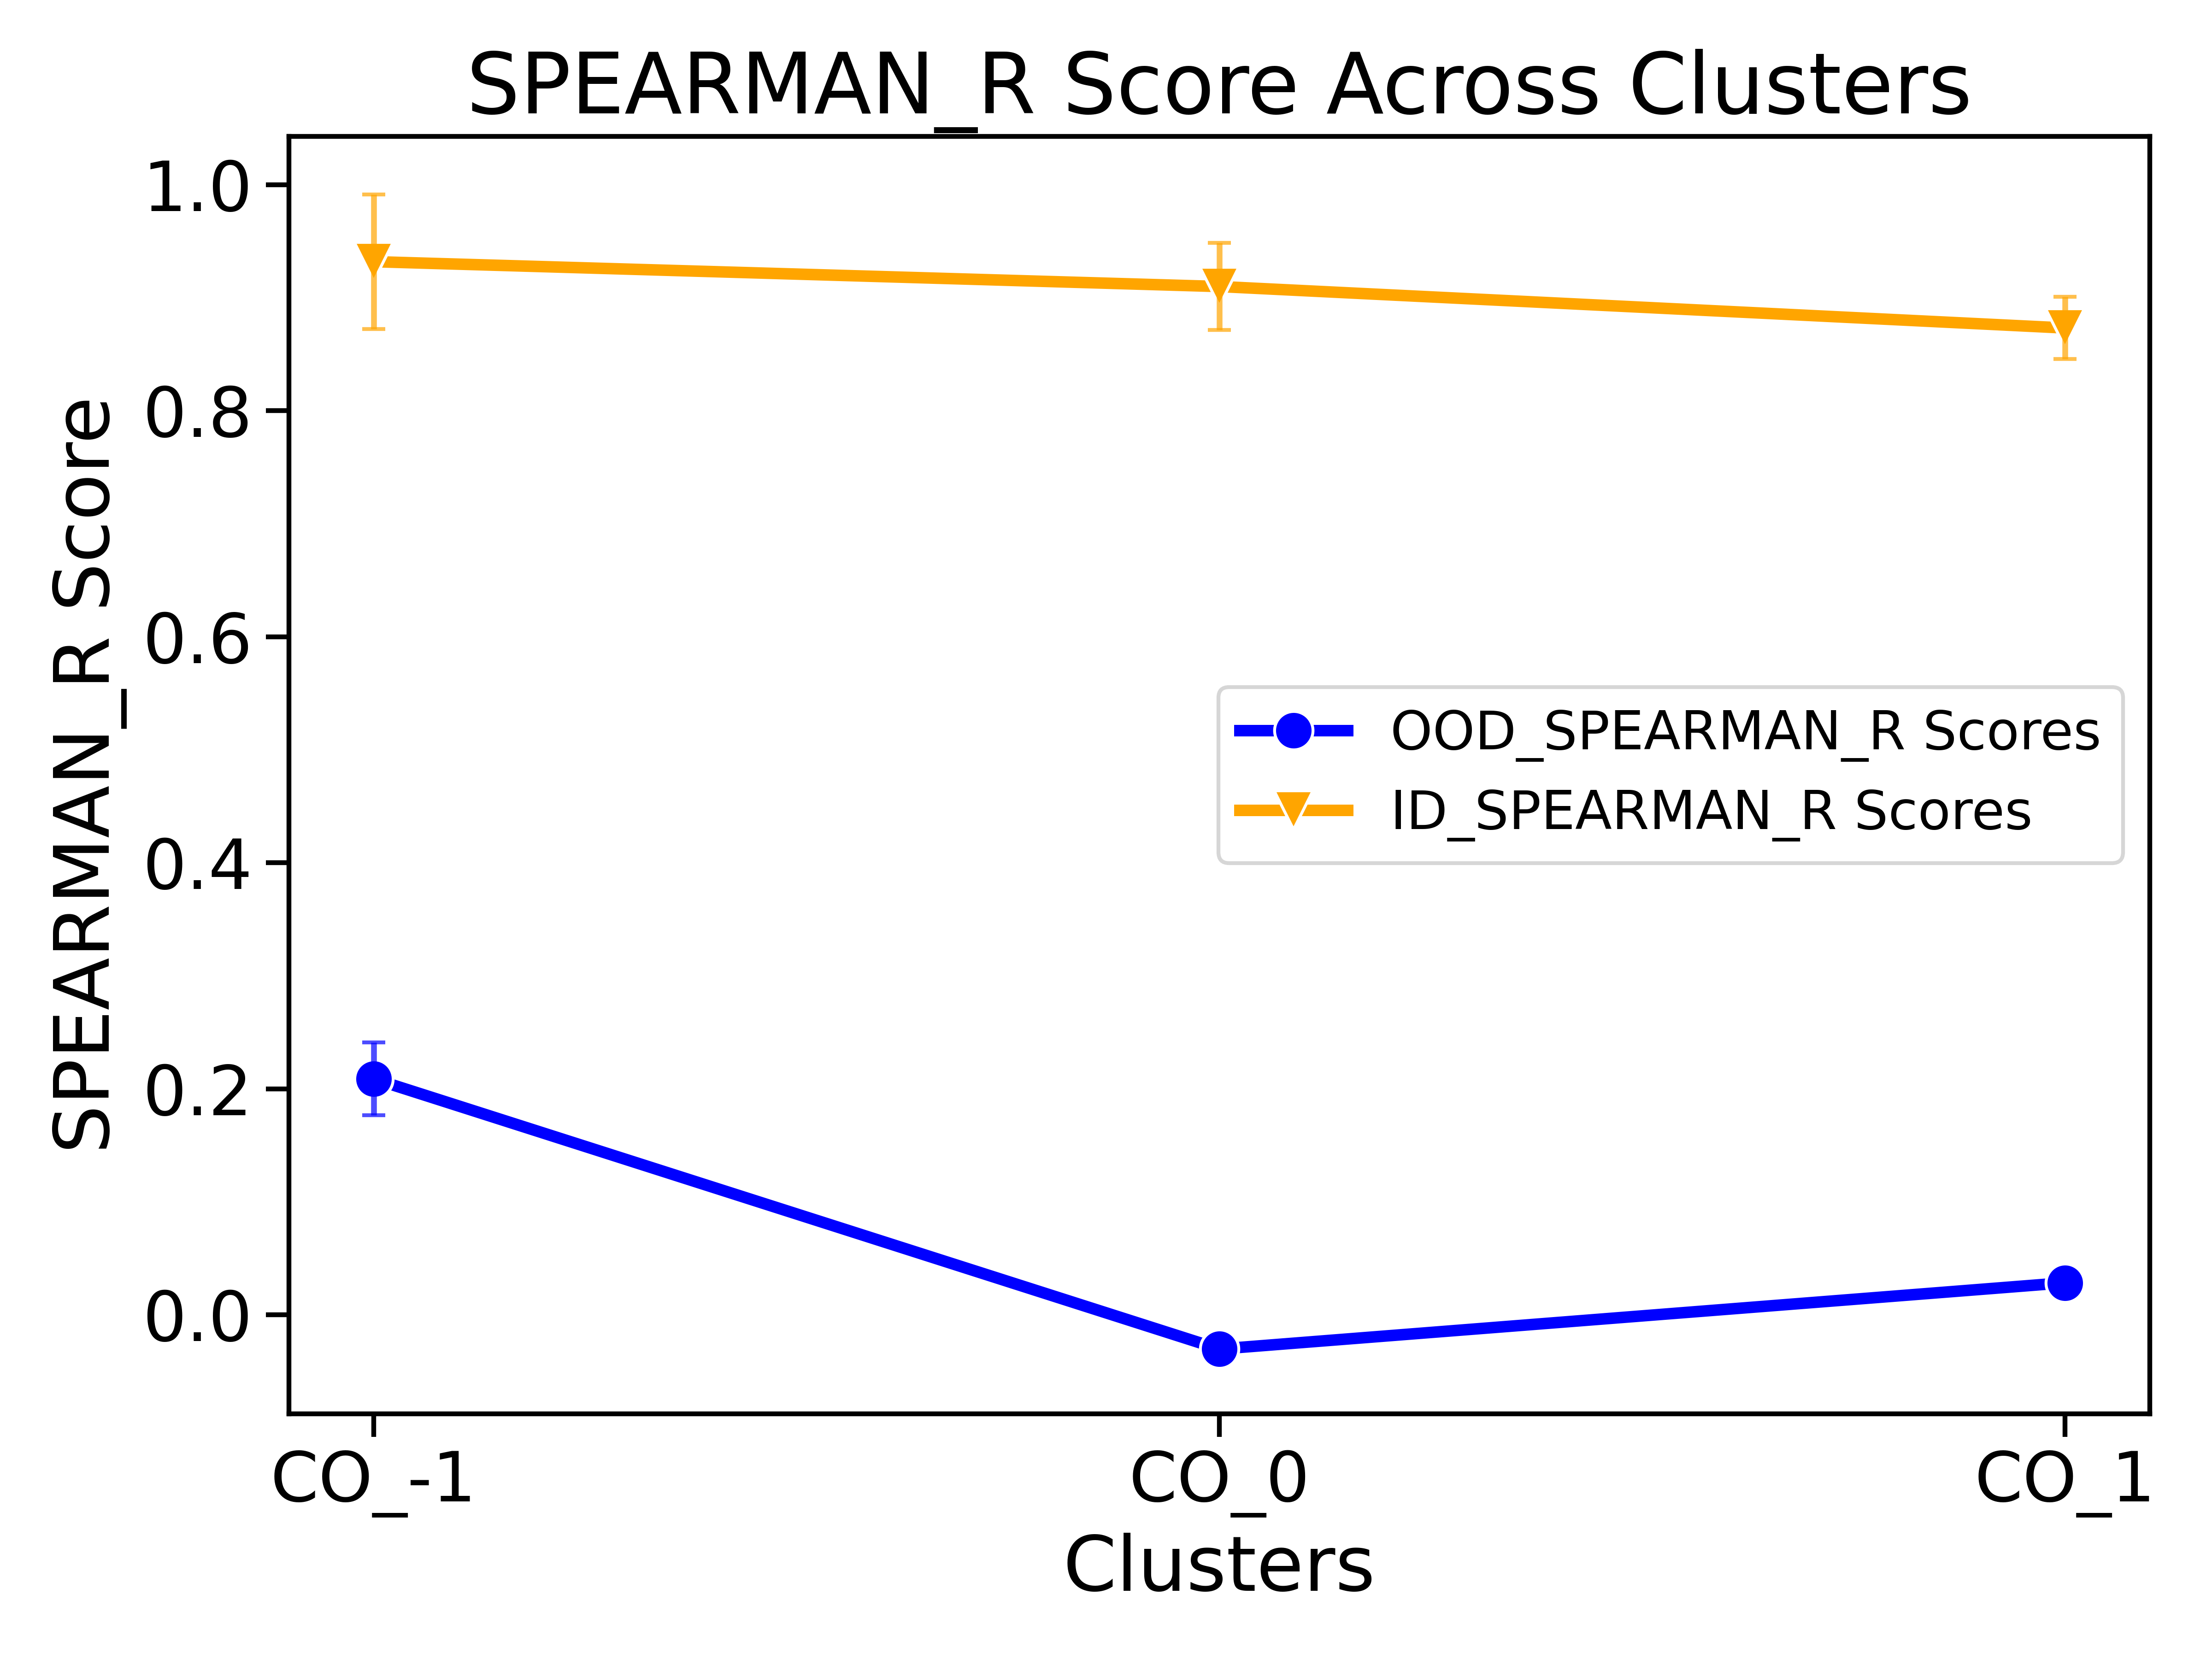 SPEARMAN_R Score Across Clusters
SPEARMAN_R Score
1.0
0.8
0.6
0.4
0.2
0.0
OOD_SPEARMAN_R Scores
ID_SPEARMAN_R Scores
CO_-1 CO_0 CO_1
Clusters